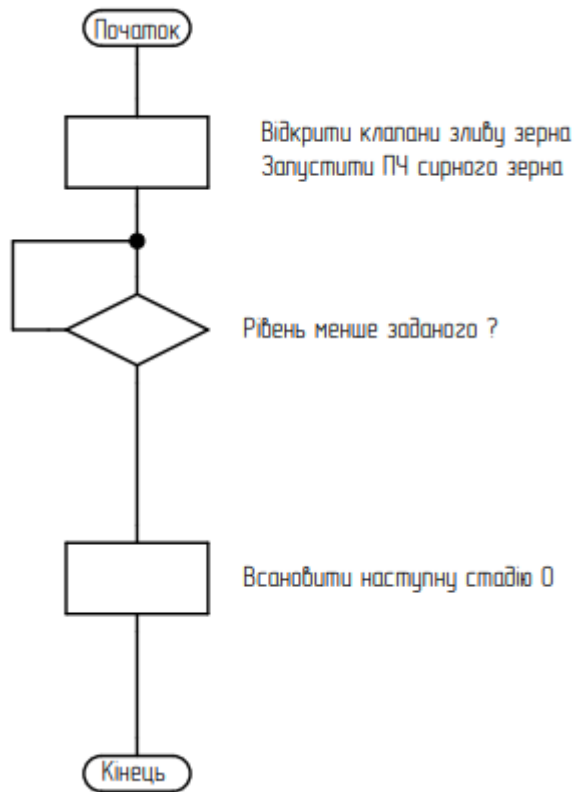 Початок
Відкрити клапани зливу зерна
Запустити ПЧ сирного зерна
Рівень менше заданого ?
Всановити наступну стадію 0
Кінець